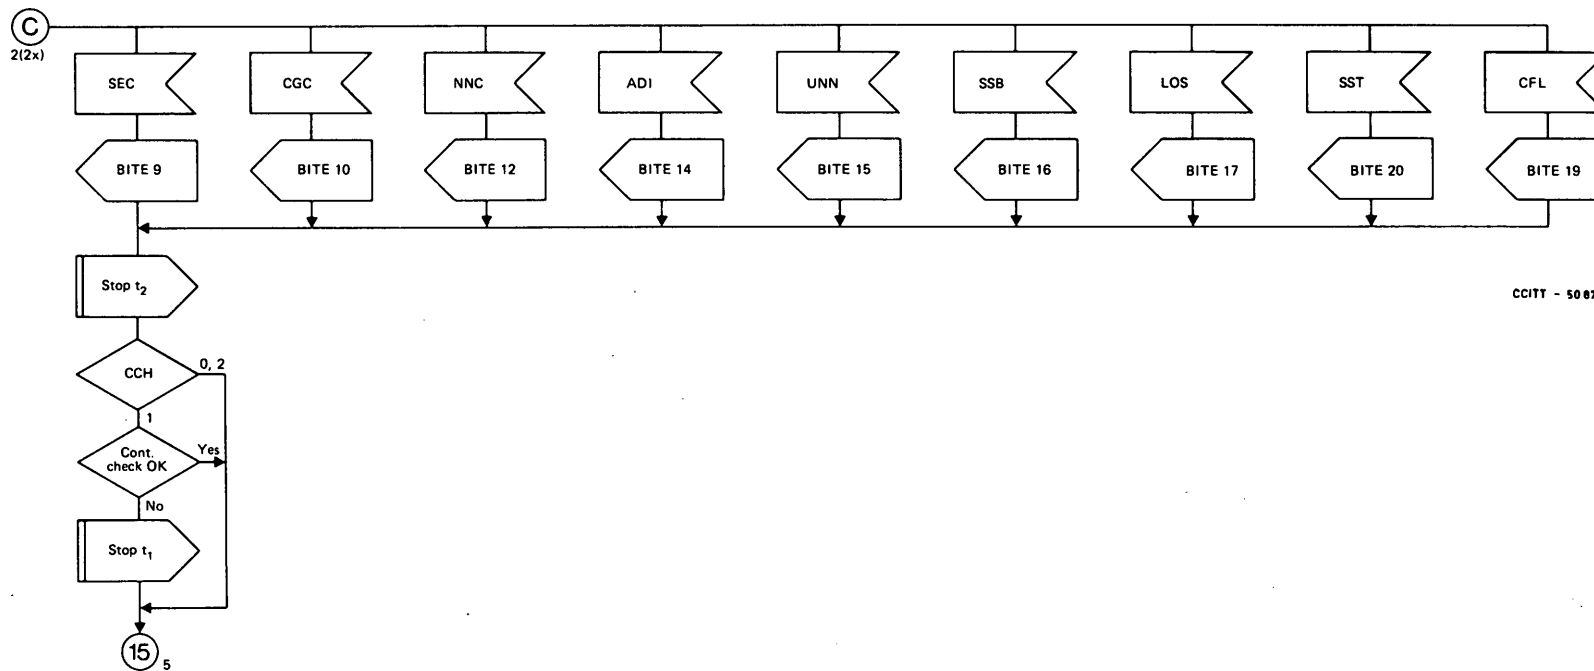 C
2(2x)
SEC
CGC
NNC
ADI
UNN
SSB
LOS
SST
CFL
BITE 9
BITE 10
BITE 12
BITE 14
BITE 15
BITE 16
BITE 17
BITE 20
BITE 19
Stop t2
CCITT - 5087
CCH
0, 2
1
Cont.
check OK
Yes
No
Stop t1
15
5